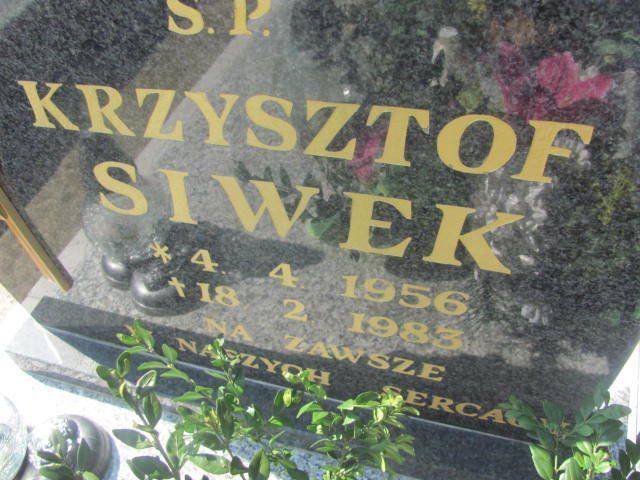 Ś. P.
KRZYSZTOF
SIWEK
* 4. 4. 1956
† 18. 2. 1983
NA ZAWSZE
W NASZYCH SERCACH